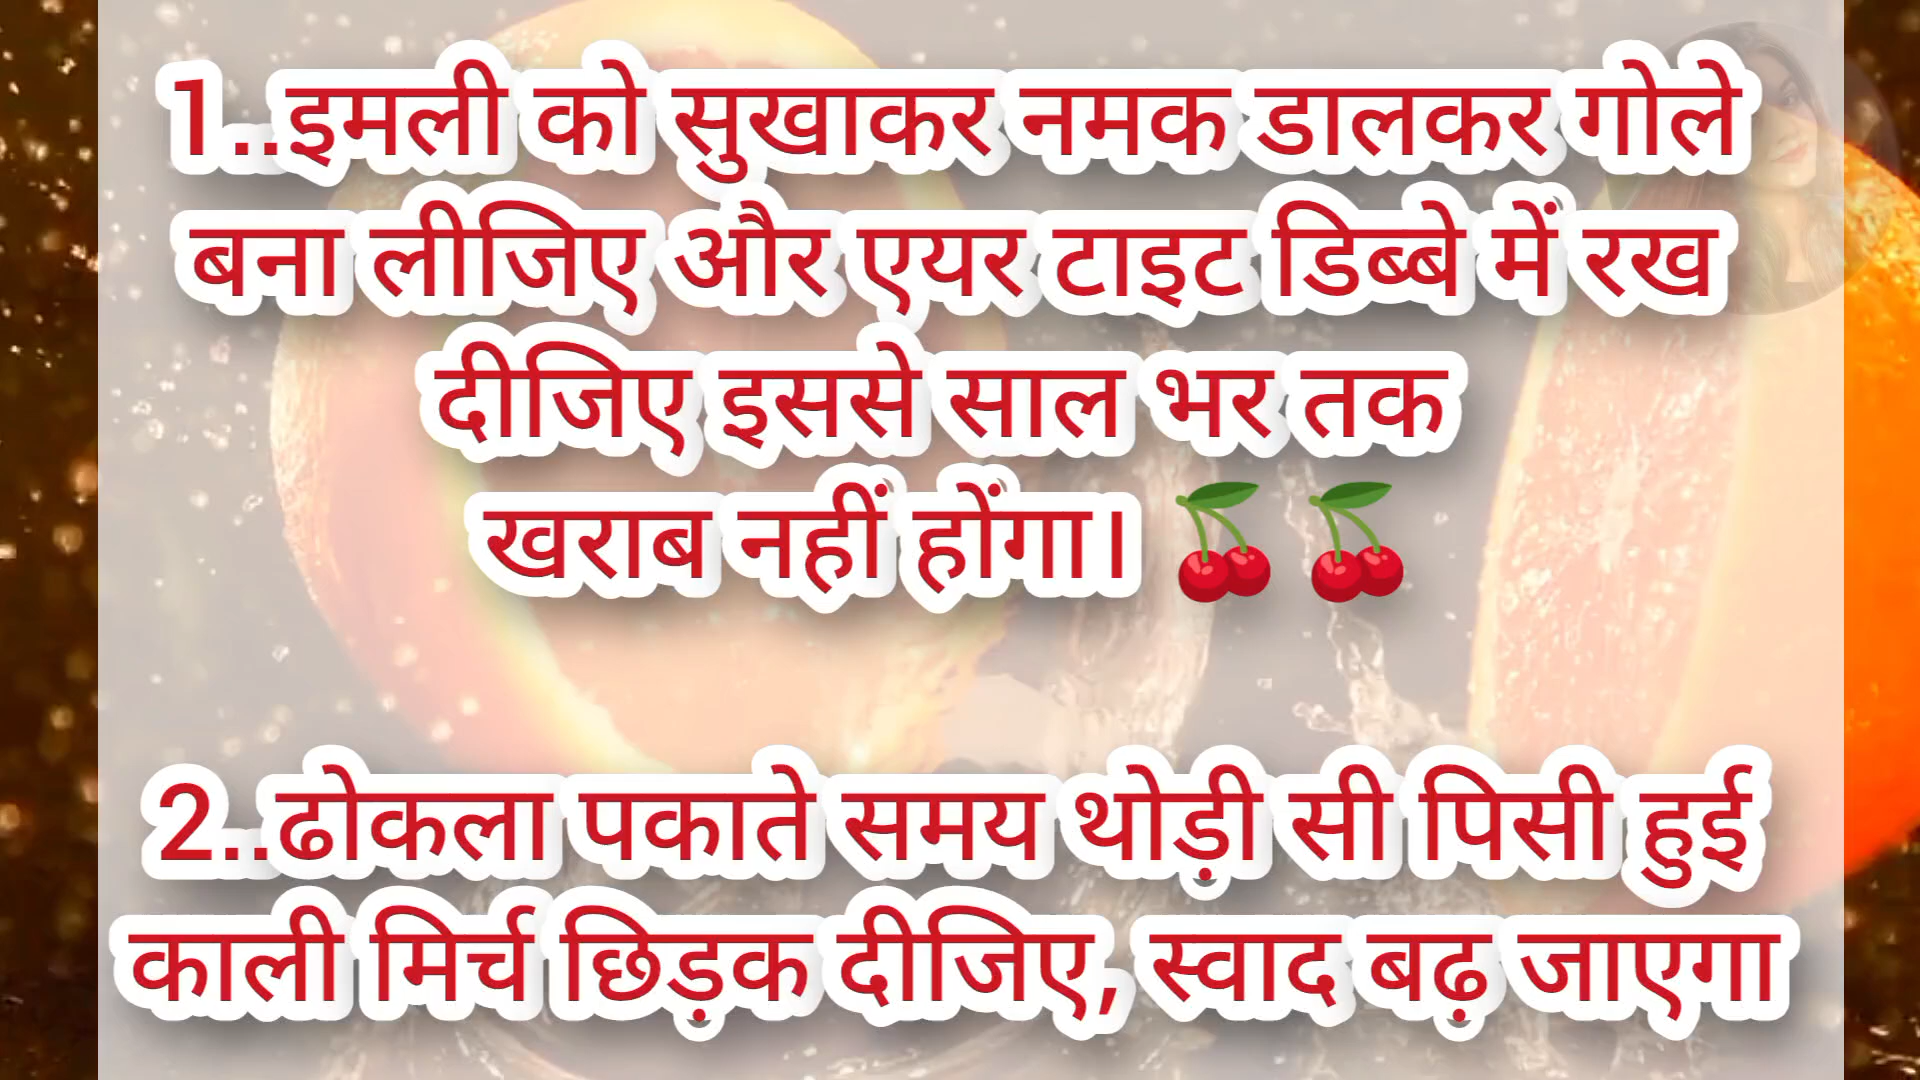 1..इमली को सुखाकर नमक डालकर गोले
बना लीजिए और एयर टाइट डिब्बे में रख
दीजिए इससे साल भर तक
खराब नहीं होंगा। 🍒 🍒
2..ढोकला पकाते समय थोड़ी सी पिसी हुई
काली मिर्च छिड़क दीजिए, स्वाद बढ़ जाएगा